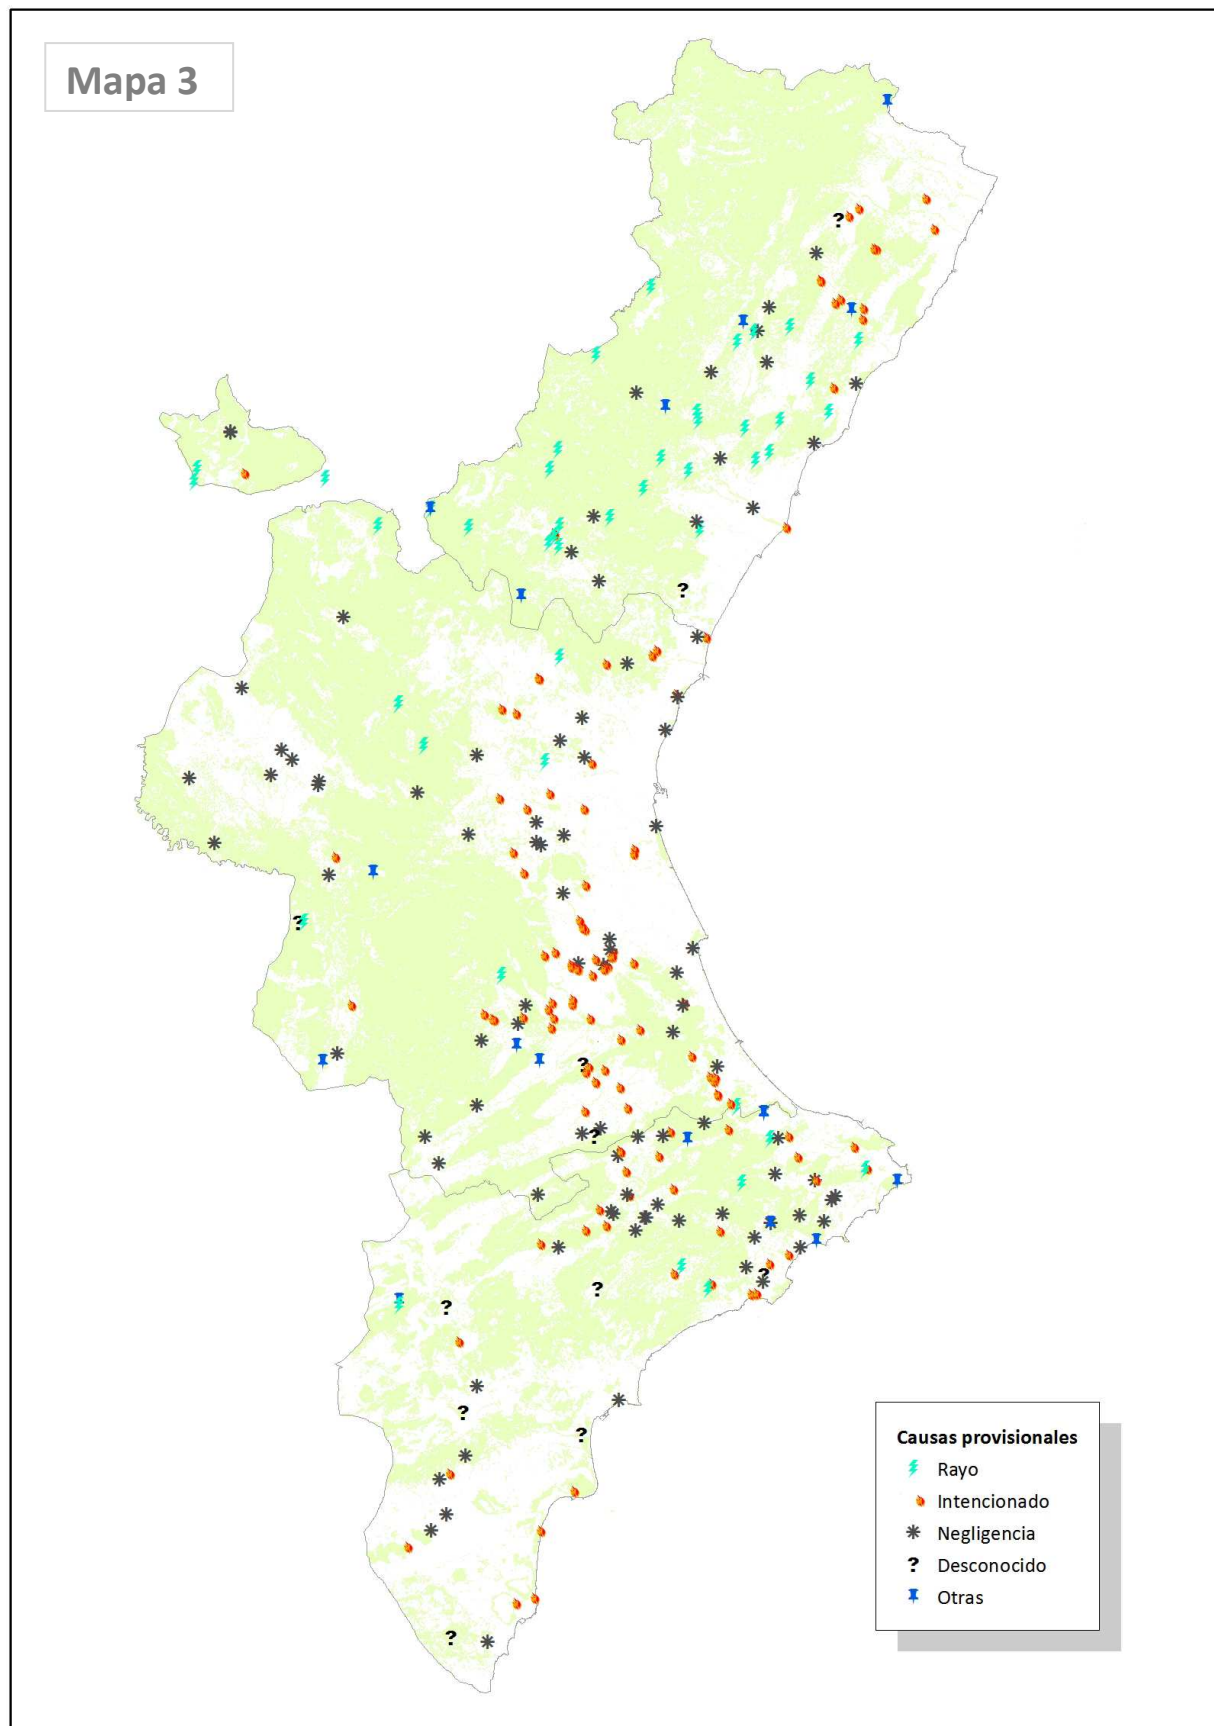 Mapa 3
Causas provisionales
Rayo
Intencionado
Negligencia
? Desconocido
Otras